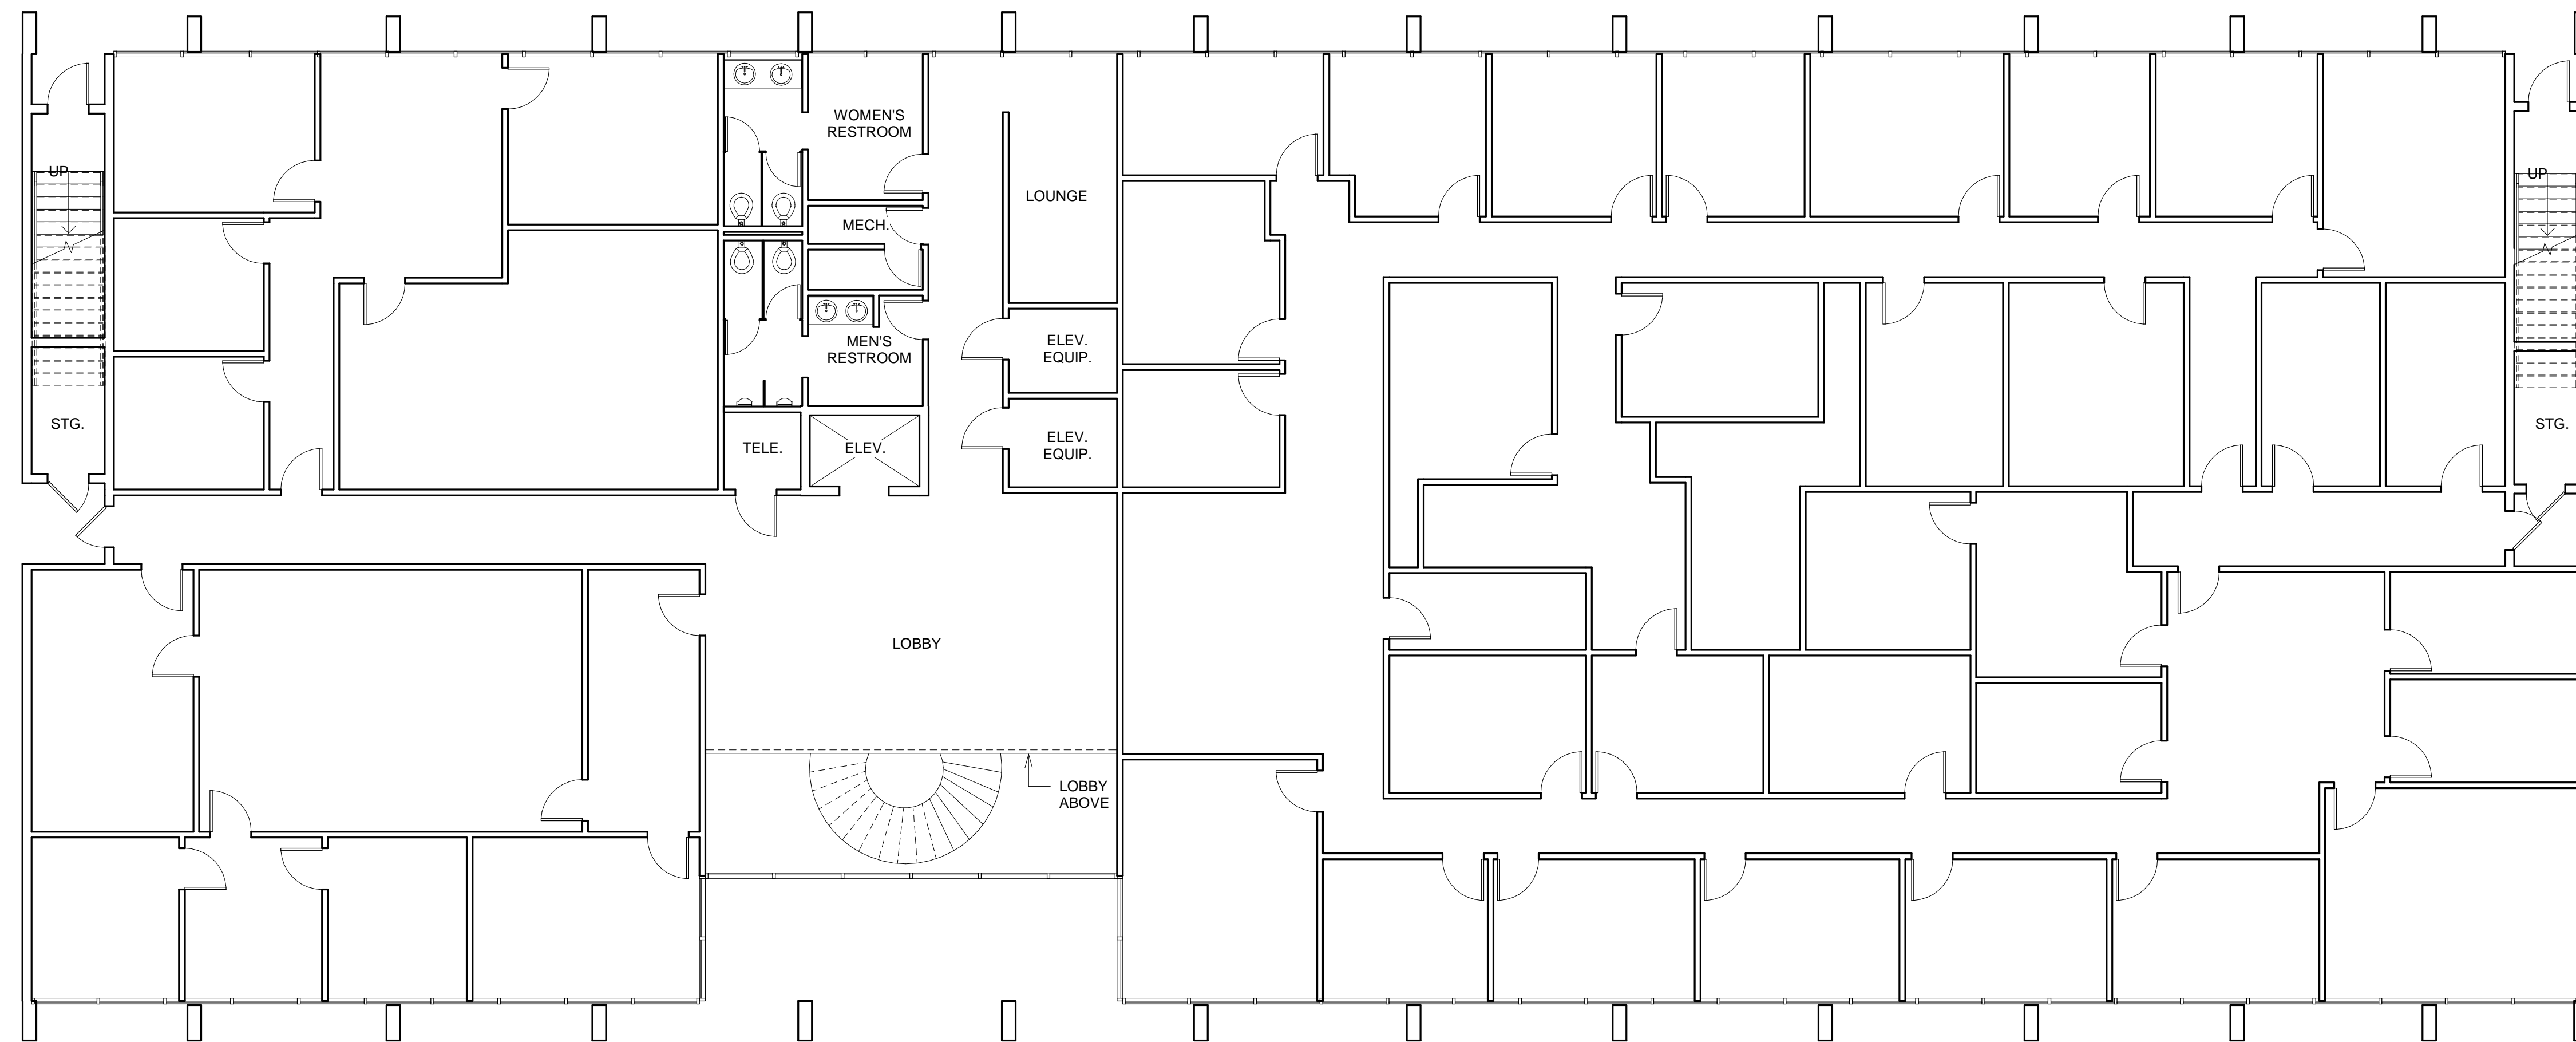 UP
WOMEN'S
RESTROOM
LOUNGE
MECH.
UP
ELEV.
EQUIP.
MEN'S
RESTROOM
STG.
TELE.
ELEV.
ELEV.
EQUIP.
STG.
LOBBY
LOBBY
ABOVE